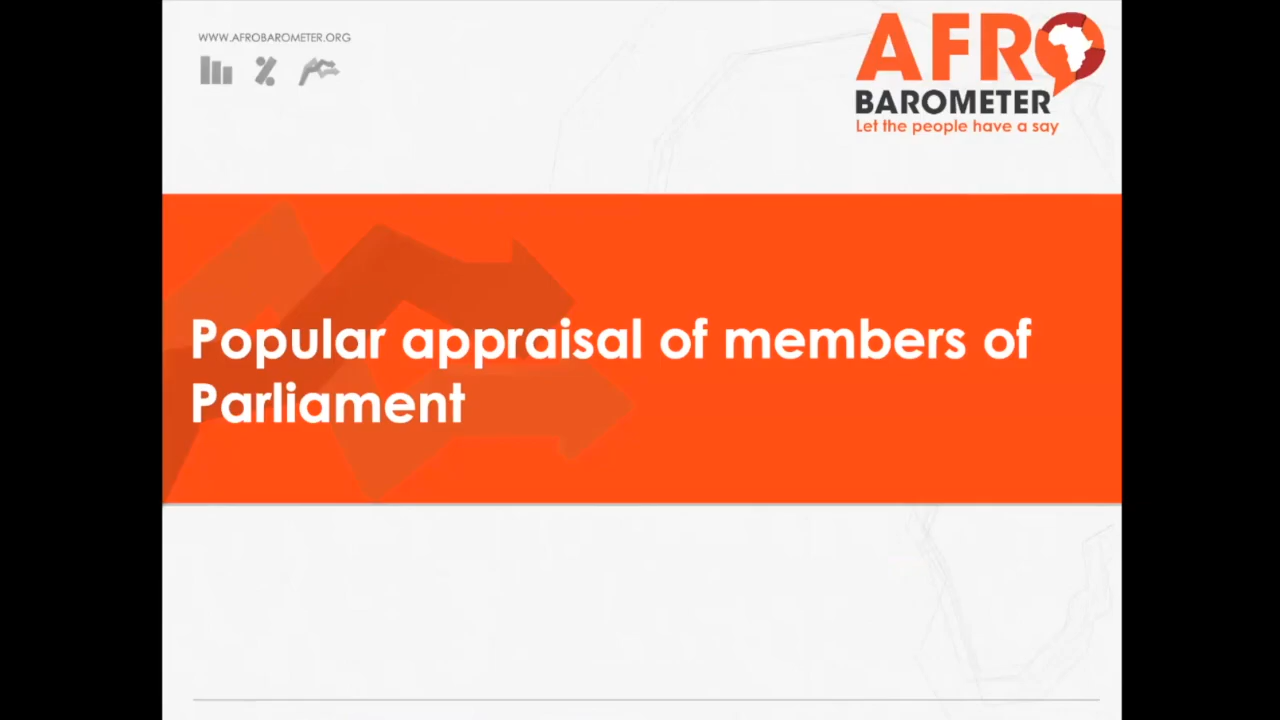 WWW.AFROBAROMETER.ORG
AFRO
BAROMETER
Let the people have a say
Popular appraisal of members of
Parliament